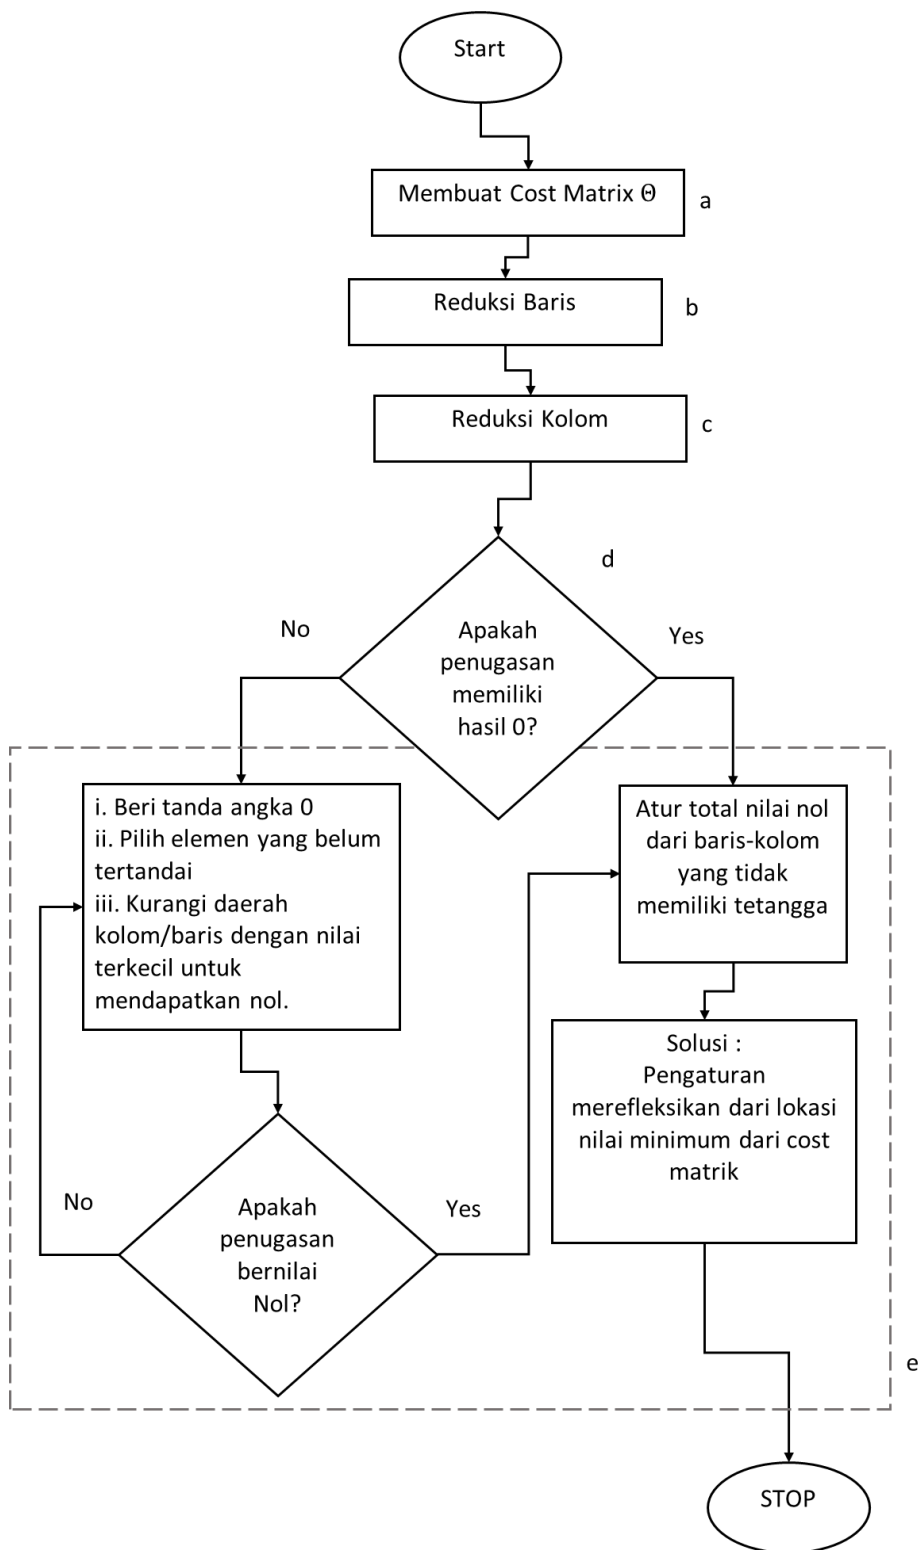 Start
Membuat Cost Matrix Θ
a
Reduksi Baris
b
Reduksi Kolom
c
d
Apakah
penugasan
memiliki
hasil 0?
No
Yes
i. Beri tanda angka 0
ii. Pilih elemen yang belum
tertandai
iii. Kurangi daerah
kolom/baris dengan nilai
terkecil untuk
mendapatkan nol.
Atur total nilai nol
dari baris-kolom
yang tidak
memiliki tetangga
Solusi :
Pengaturan
merefleksikan dari lokasi
nilai minimum dari cost
matrik
No
Apakah
penugasan
bernilai
Nol?
Yes
e
STOP